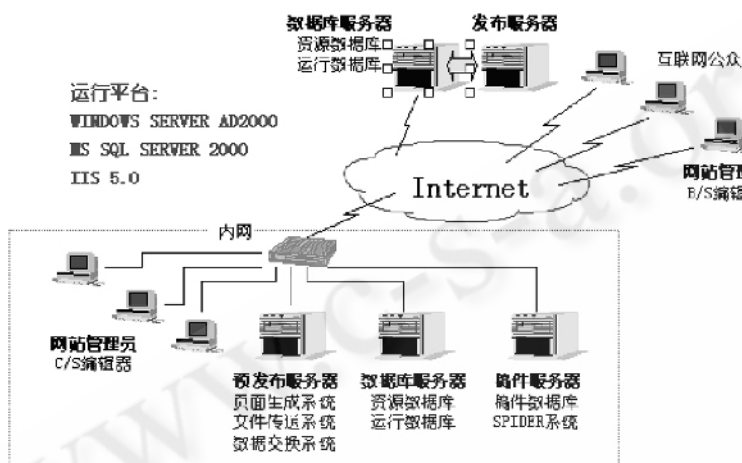 数据库服务器
资源数据库
运行数据库
发布服务器
互联网公众
运行平台:
WINDOWS SERVER AD2000
MS SQL SERVER 2000
IIS 5.0
网站管理
B/S编辑
Internet
内网
网站管理员
C/S编辑器
预发布服务器
页面生成系统
文件传送系统
数据交换系统
数据库服务器
资源数据库
运行数据库
稿件服务器
稿件数据库
SPIDER系统
www.c-s-a.or